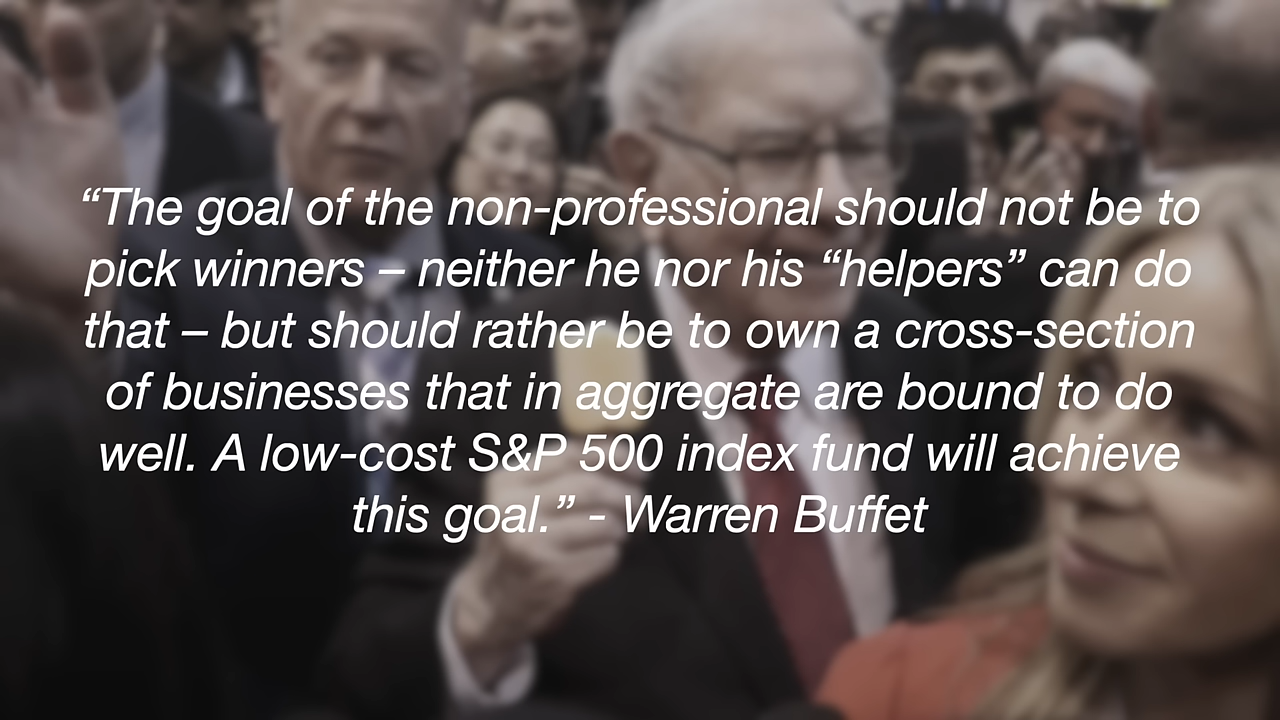 “The goal of the non-professional should not be to
pick winners – neither he nor his “helpers” can do
that – but should rather be to own a cross-section
of businesses that in aggregate are bound to do
well. A low-cost S&P 500 index fund will achieve
this goal.” - Warren Buffet